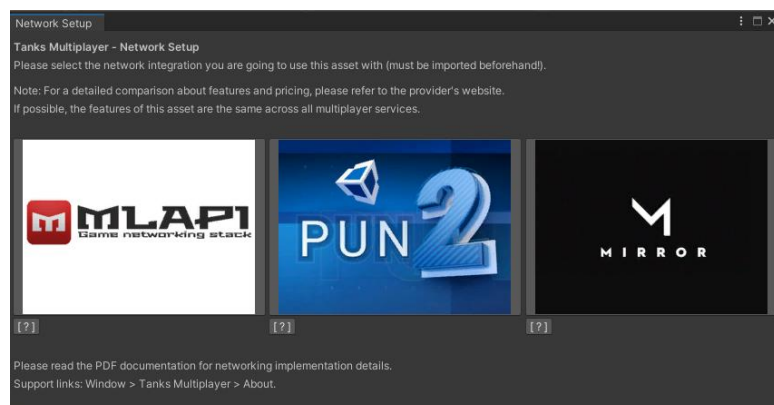 Network Setup
Tanks Multiplayer - Network Setup
Please select the network integration you are going to use this asset with (must be imported beforehand!).
Note: For a detailed comparison about features and pricing, please refer to the provider's website.
If possible, the features of this asset are the same across all multiplayer services.
m MLAPI
Game networking stack
PUN 2
MIRROR
[?] [?] [?]
Please read the PDF documentation for networking implementation details.
Support links: Window > Tanks Multiplayer > About.